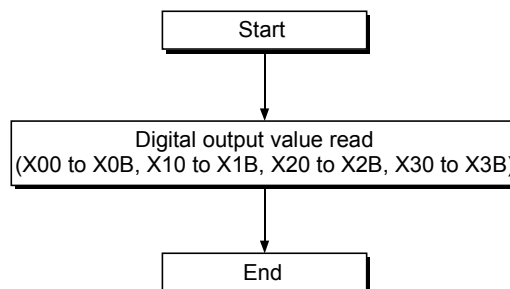 Start
Digital output value read
(X00 to X0B, X10 to X1B, X20 to X2B, X30 to X3B)
End